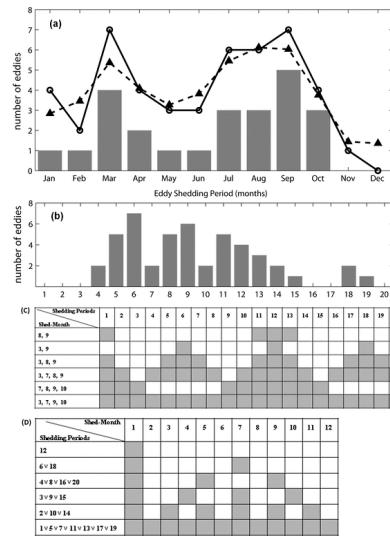 (a)
number of eddies
8
7
6
5
4
3
2
1
0
Jan Feb Mar Apr May Jun Jul Aug Sep Oct Nov Dec
Eddy Shedding Period (months)
(b)
number of eddies
8
6
4
2
1 2 3 4 5 6 7 8 9 10 11 12 13 14 15 16 17 18 19 20
(C)
Shedding Periods
Shed-Month
1 2 3 4 5 6 7 8 9 10 11 12 13 14 15 16 17 18 19
8, 9
3, 9
3, 8, 9
3, 7, 8, 9
7, 8, 9, 10
3, 7, 9, 10
(D)
Shed-Month
Shedding Periods
1 2 3 4 5 6 7 8 9 10 11 12
12
6 v 18
4 v 8 v 16 v 20
3 v 9 v 15
2 v 10 v 14
1 v 5 v 7 v 11 v 13 v 17 v 19